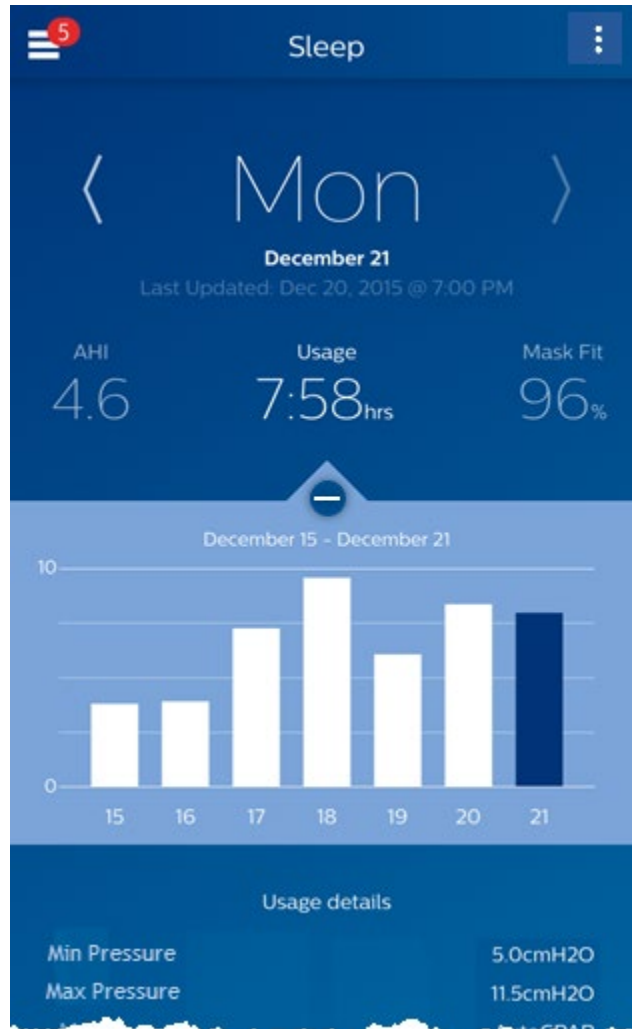 5
Sleep
Mon
December 21
Last Updated: Dec 20, 2015 @ 7:00 PM
AHI Usage Mask Fit
4.6 7:58hrs 96%
December 15 - December 21
10
0
15 16 17 18 19 20 21
Usage details
Min Pressure 5.0cmH2O
Max Pressure 11.5cmH2O